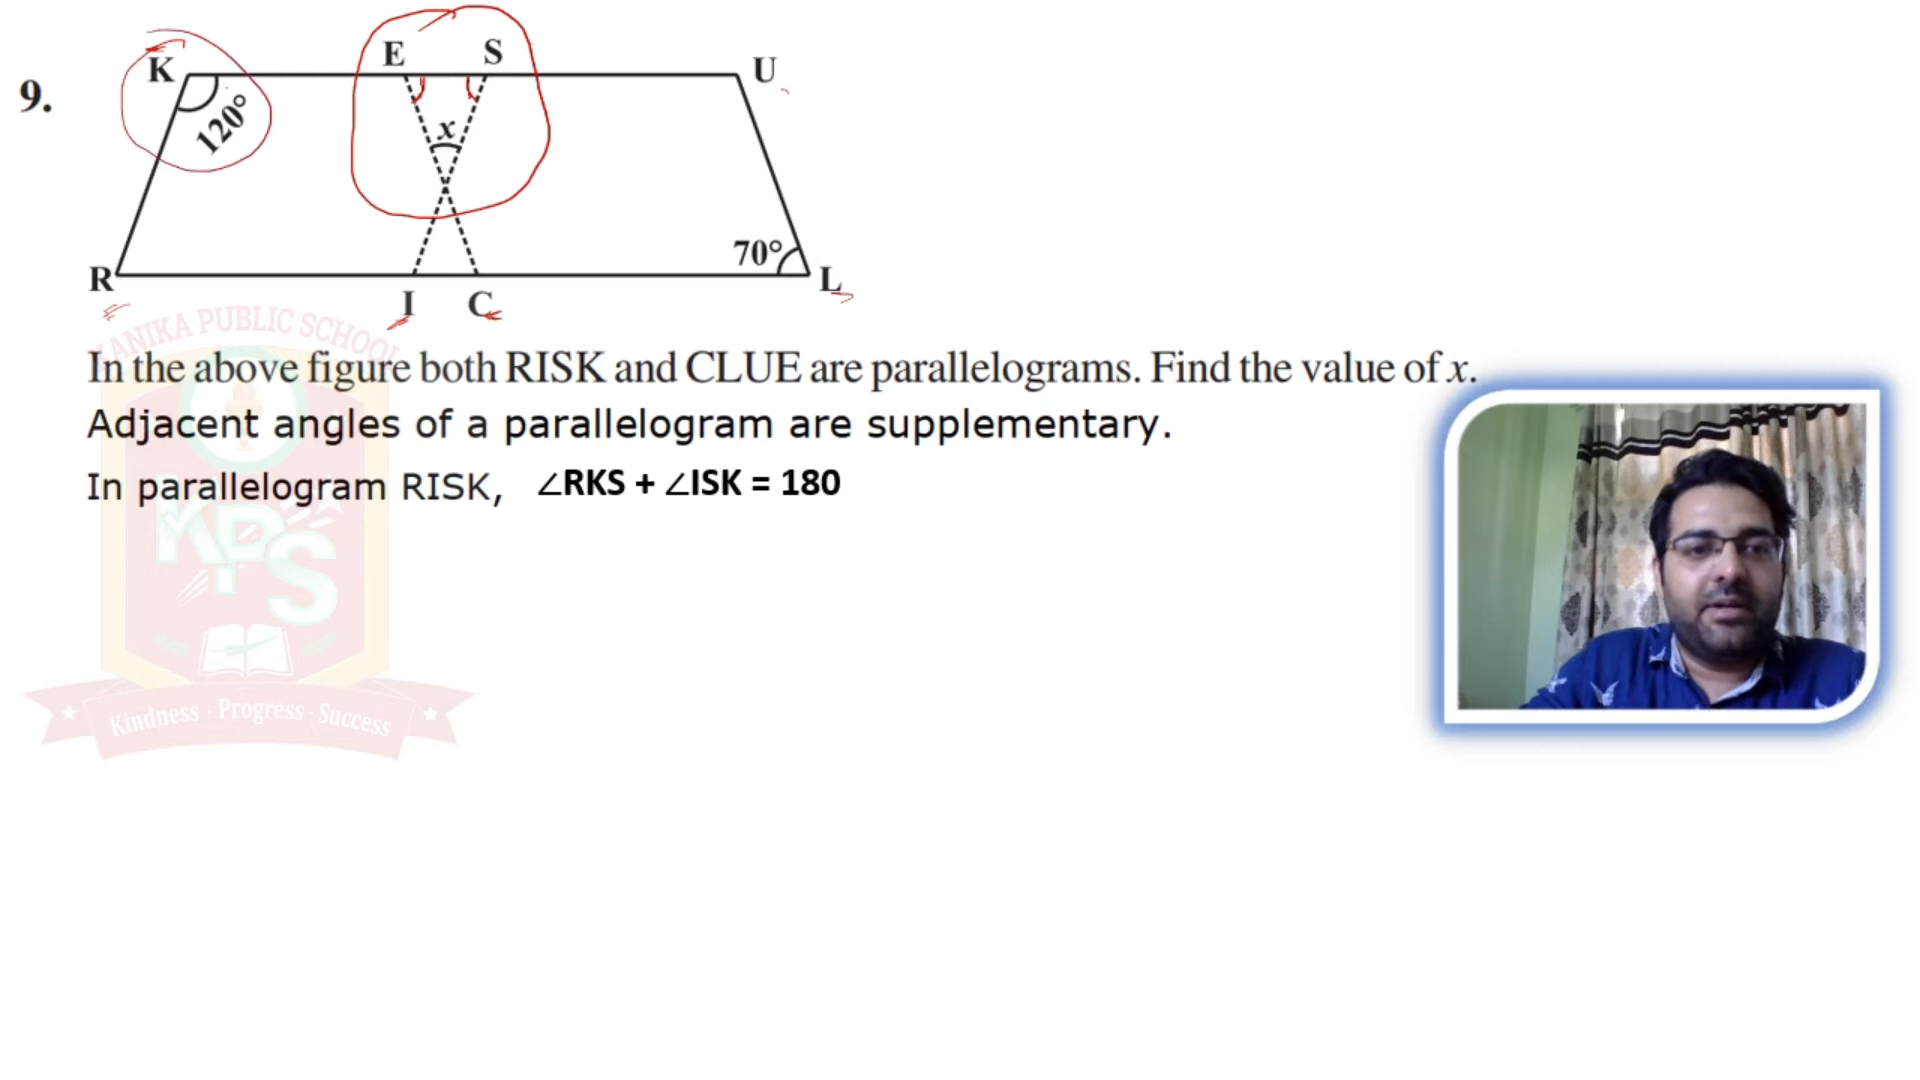 9.
K E S U
120°
x
70°
R I C L
KANIKA PUBLIC SCHOOL
In the above figure both RISK and CLUE are parallelograms. Find the value of x.
Adjacent angles of a parallelogram are supplementary.
In parallelogram RISK, ∠RKS + ∠ISK = 180
KPS
Kindness · Progress · Success